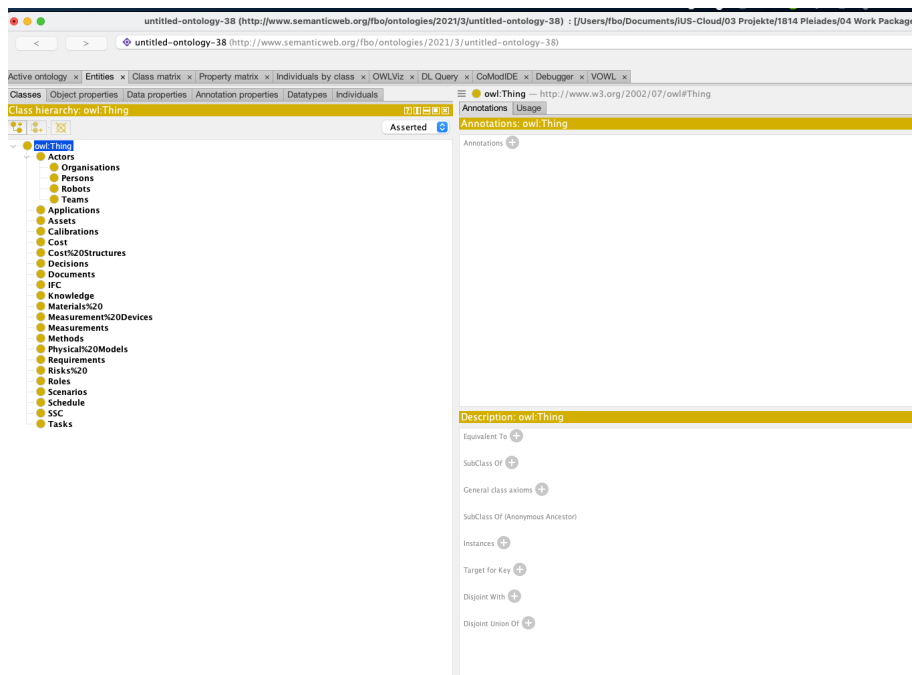 untitled-ontology-38 (http://www.semanticweb.org/fbo/ontologies/2021/3/untitled-ontology-38) : [/Users/fbo/Documents/iUS-Cloud/03 Projekte/1814 Pleiades/04 Work Package
< > untitled-ontology-38 (http://www.semanticweb.org/fbo/ontologies/2021/3/untitled-ontology-38)
Active ontology × Entities × Class matrix × Property matrix × Individuals by class × OWLViz × DL Query × CoModIDE × Debugger × VOWL ×
Classes Object properties Data properties Annotation properties Datatypes Individuals
Class hierarchy: owl:Thing
Asserted
owl:Thing
Actors
Organisations
Persons
Robots
Teams
Applications
Assets
Calibrations
Cost
Cost%20Structures
Decisions
Documents
IFC
Knowledge
Materials%20
Measurement%20Devices
Measurements
Methods
Physical%20Models
Requirements
Risks%20
Roles
Scenarios
Schedule
SSC
Tasks
owl:Thing — http://www.w3.org/2002/07/owl#Thing
Annotations Usage
Annotations: owl:Thing
Annotations
Description: owl:Thing
Equivalent To
SubClass Of
General class axioms
SubClass Of (Anonymous Ancestor)
Instances
Target for Key
Disjoint With
Disjoint Union Of